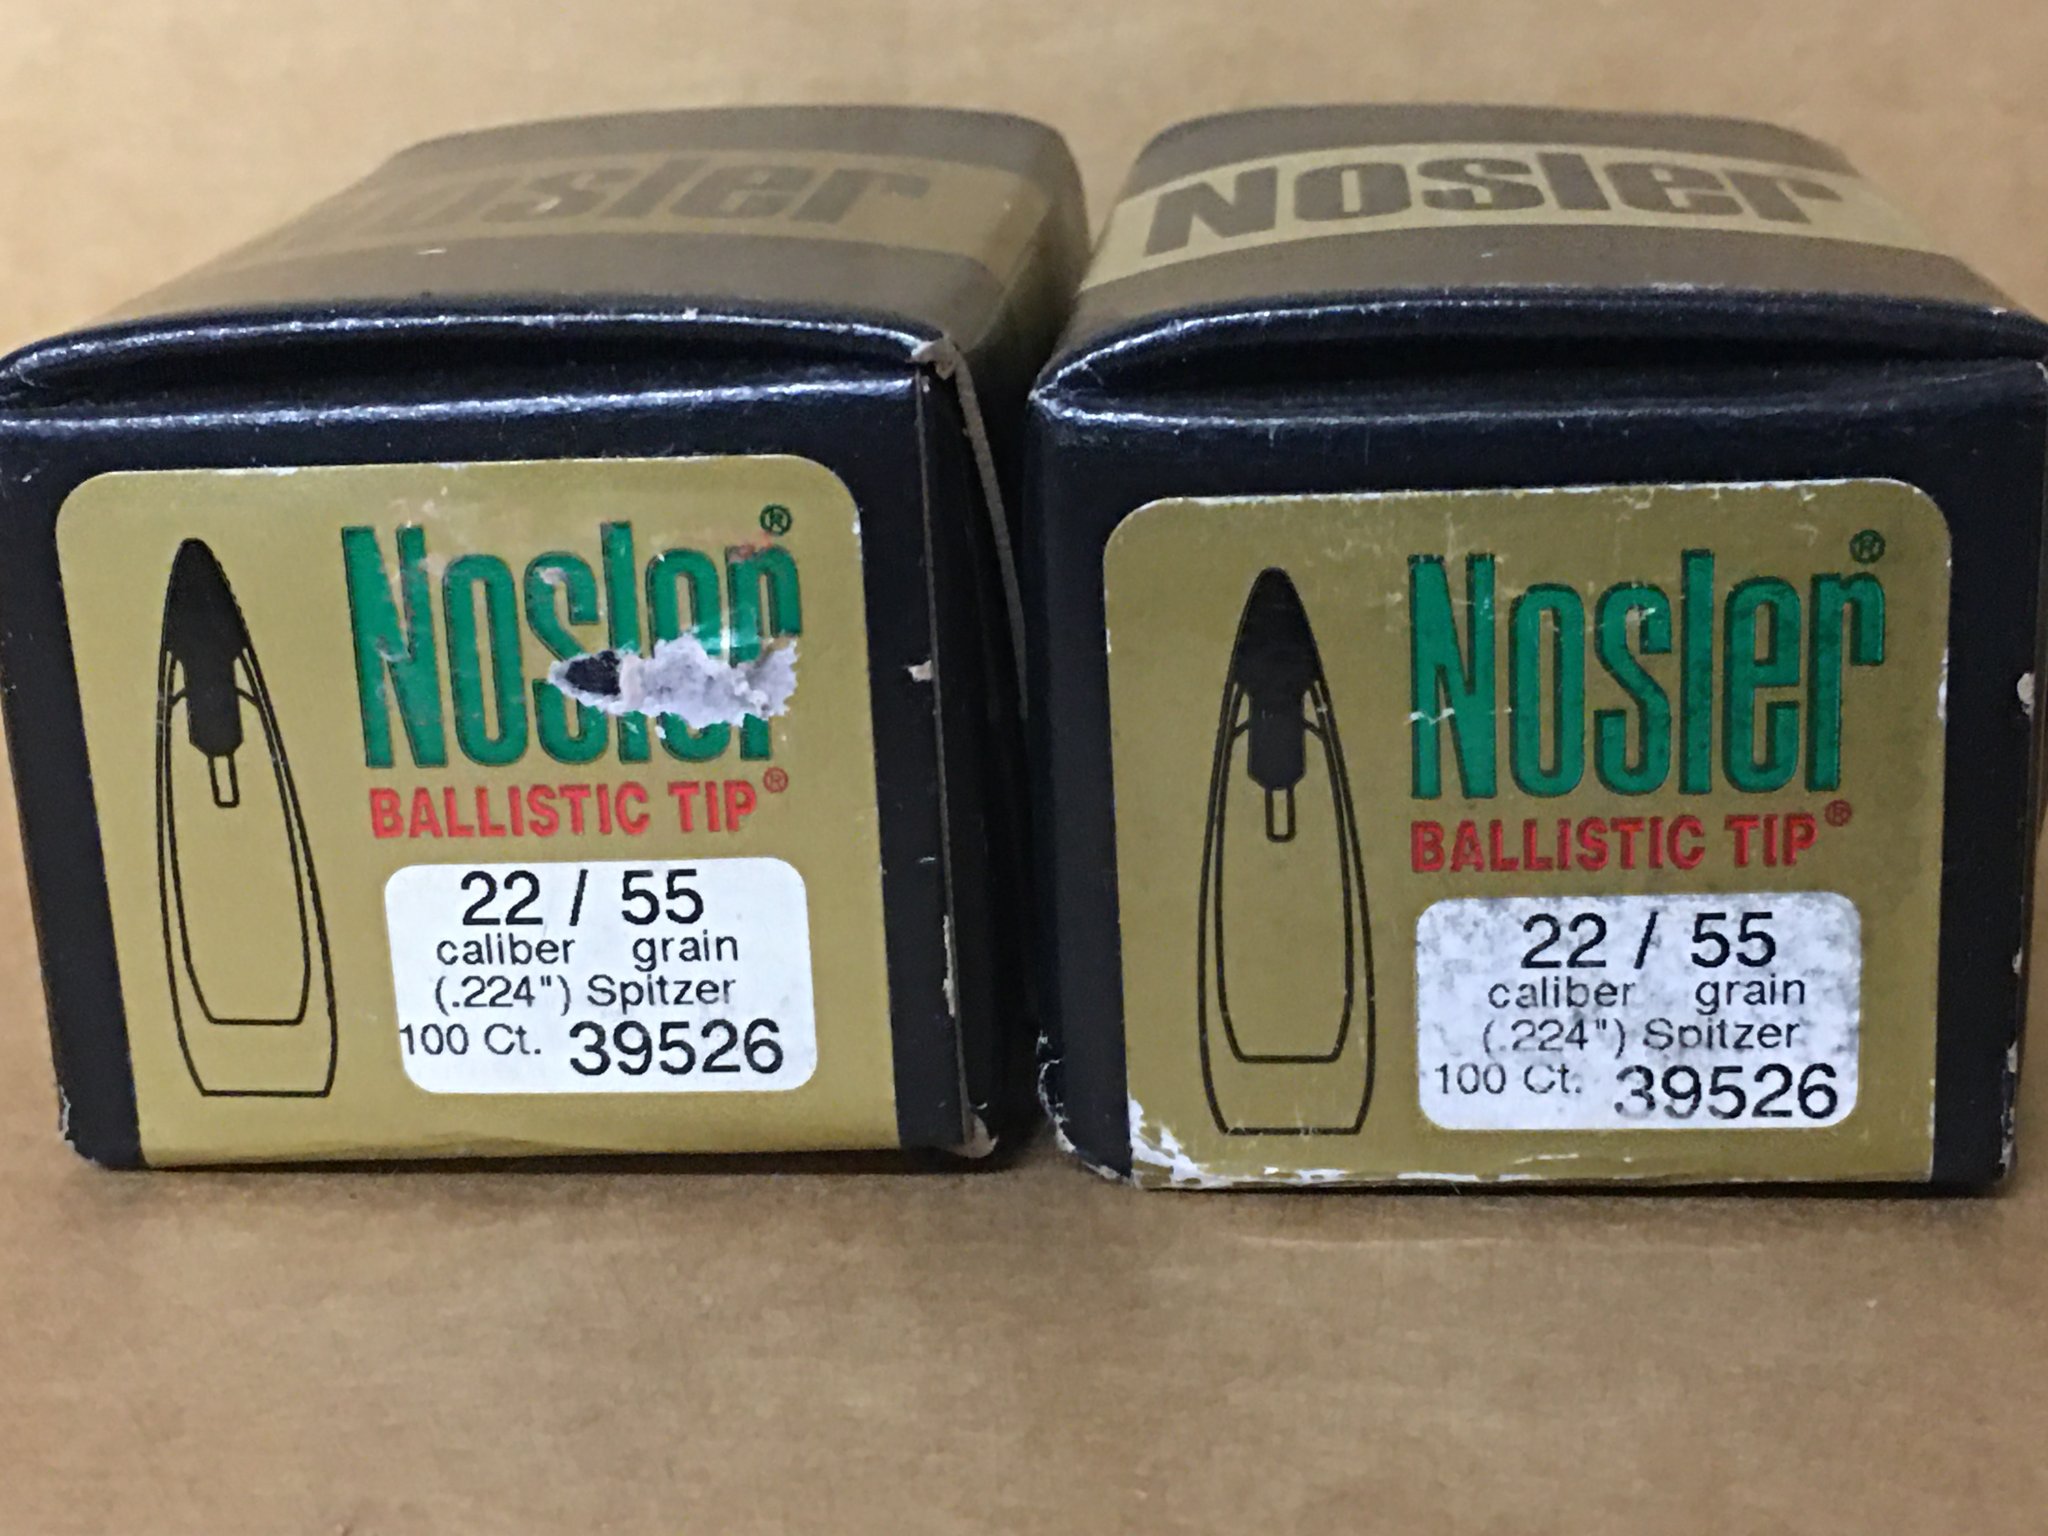 Nosler
Nosler®
BALLISTIC TIP®
22 / 55
caliber grain
(.224") Spitzer
100 Ct. 39526
Nosler
Nosler®
BALLISTIC TIP®
22 / 55
caliber grain
(.224") Spitzer
100 Ct. 39526